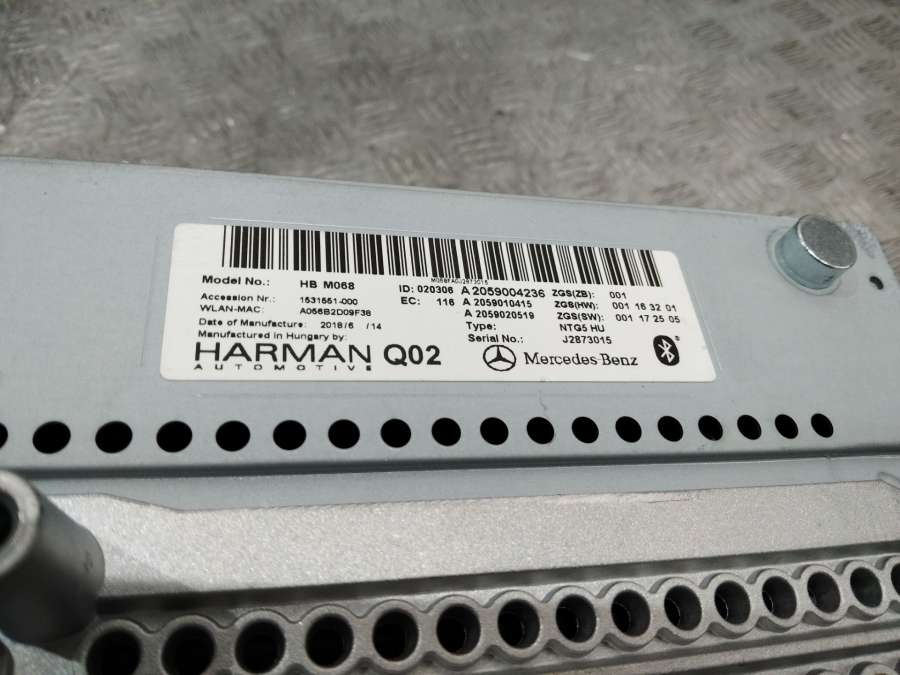 M068FA0J2873015
Model No.: HB M068 ID: 020306 A 2059004236 ZGS(ZB): 001
Accession Nr.: 1531551-000 EC: 116 A 2059010415 ZGS(HW): 001 16 32 01
WLAN-MAC: A056B2D09F38 A 2059020519 ZGS(SW): 001 17 25 05
Date of Manufacture: 2018/6 /14 Type: NTG5 HU
Manufactured in Hungary by: Serial No.: J2873015
HARMAN Q02 Mercedes-Benz
AUTOMOTIVE